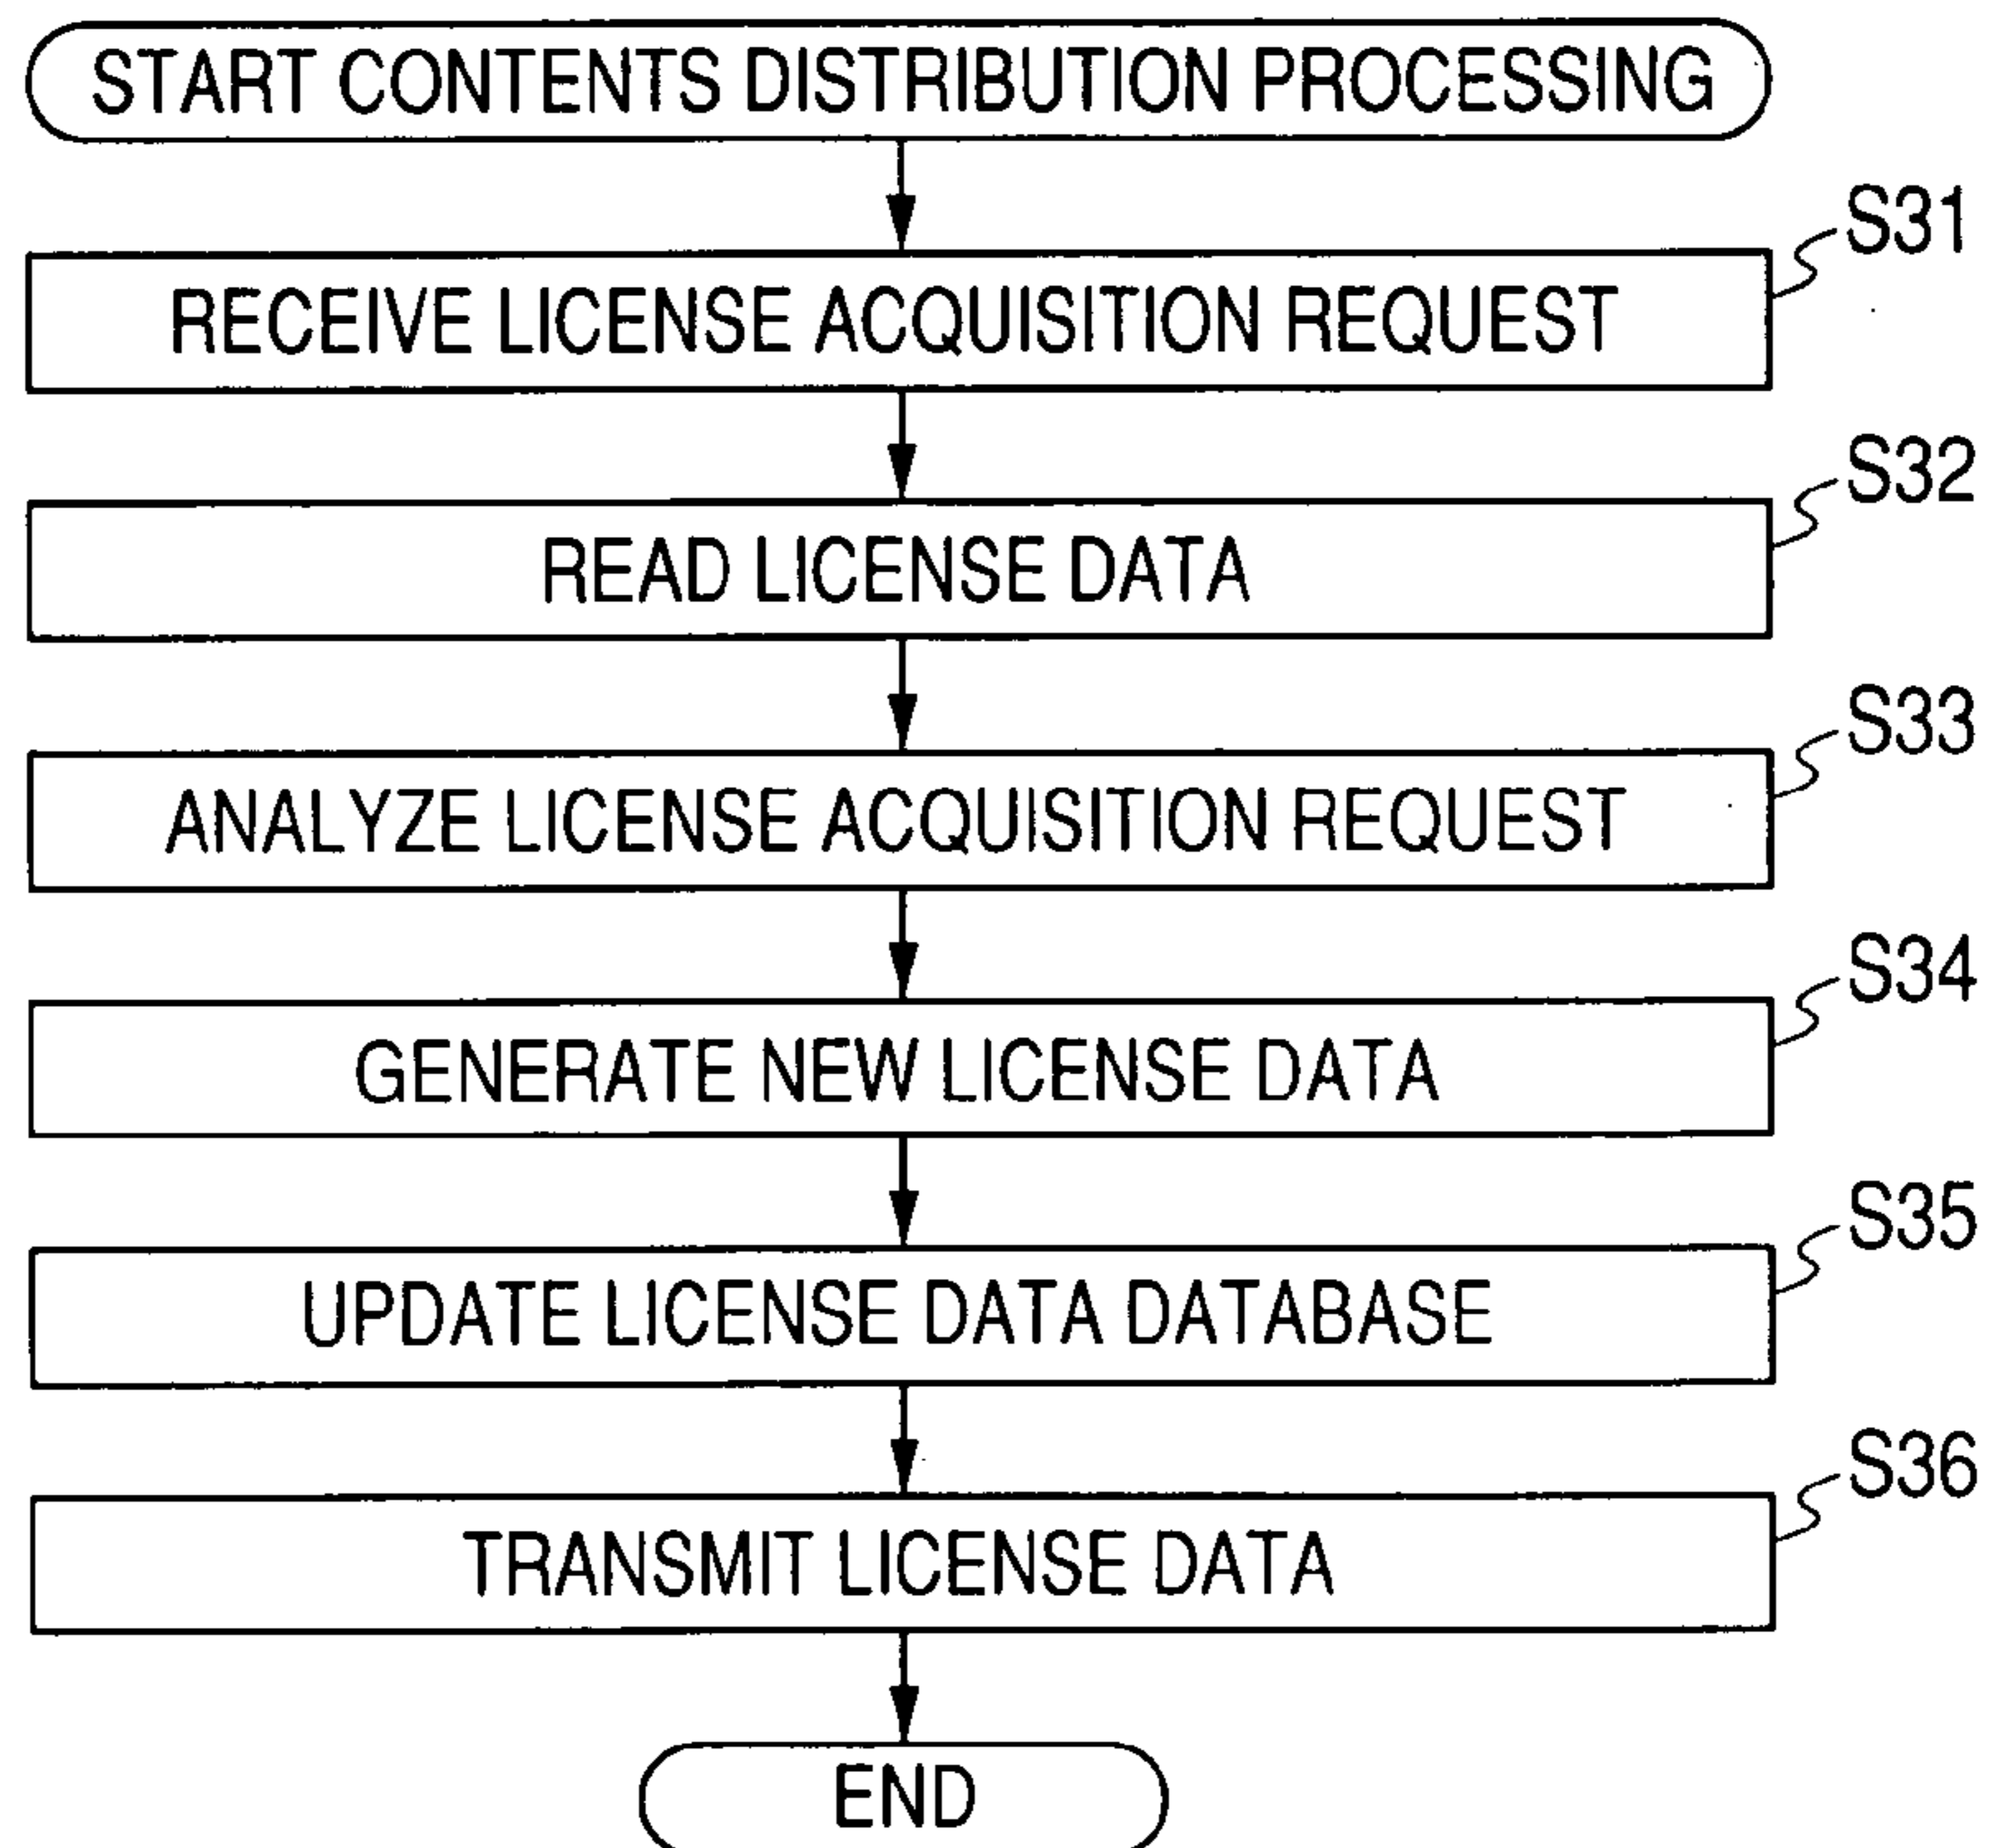 START CONTENTS DISTRIBUTION PROCESSING
S31
RECEIVE LICENSE ACQUISITION REQUEST
S32
READ LICENSE DATA
S33
ANALYZE LICENSE ACQUISITION REQUEST
S34
GENERATE NEW LICENSE DATA
S35
UPDATE LICENSE DATA DATABASE
S36
TRANSMIT LICENSE DATA
END